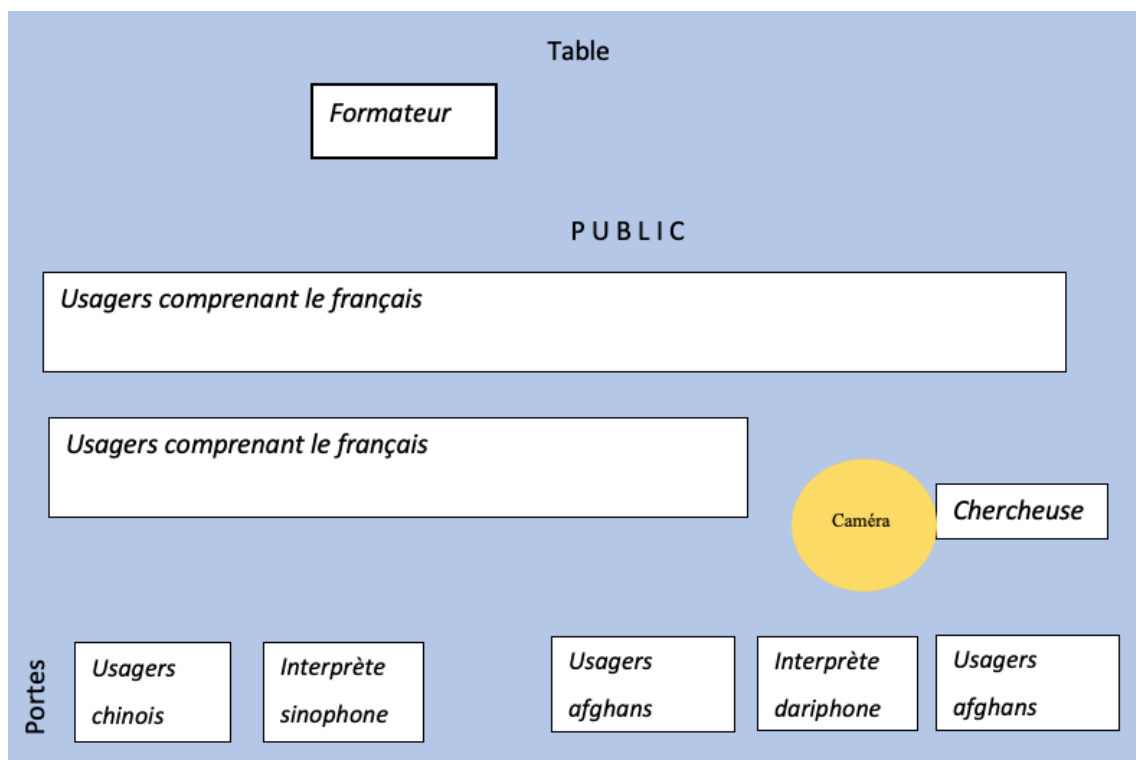 Table
Formateur
P U B L I C
Usagers comprenant le français
Usagers comprenant le français
Caméra
Chercheuse
Portes
Usagers
chinois
Interprète
sinophone
Usagers
afghans
Interprète
dariphone
Usagers
afghans